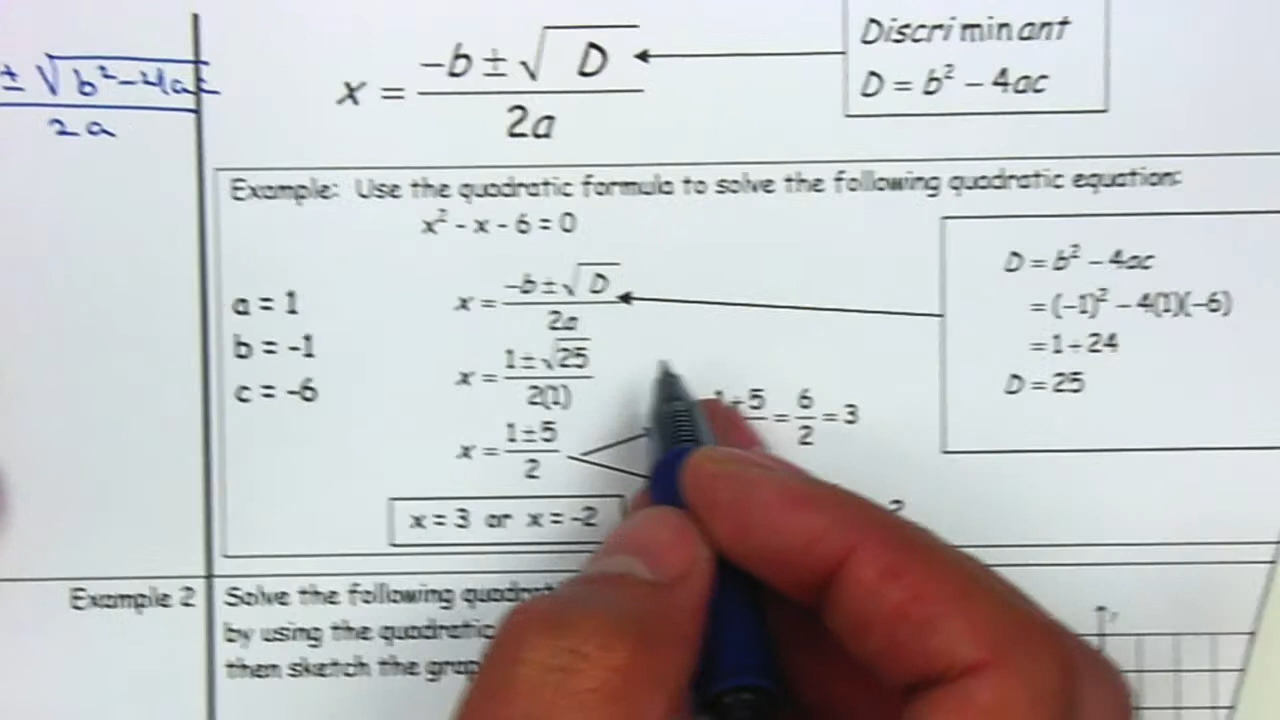 ± √b² - 4ac
2a
x = -b ± √D
2a
Discriminant
D = b² - 4ac
Example: Use the quadratic formula to solve the following quadratic equation:
x² - x - 6 = 0
a = 1
b = -1
c = -6
x = -b ± √D
2a
x = 1 ± √25
2(1)
x = 1 ± 5
2
1+5 = 6 = 3
2
x = 3 or x = -2
D = b² - 4ac
= (-1)² - 4(1)(-6)
= 1 + 24
D = 25
Example 2
Solve the following
by using the quadratic
then sketch the
y